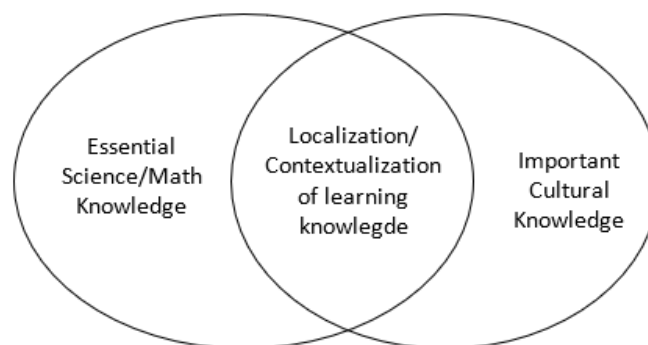 Essential
Science/Math
Knowledge
Localization/
Contextualization
of learning
knowlegde
Important
Cultural
Knowledge